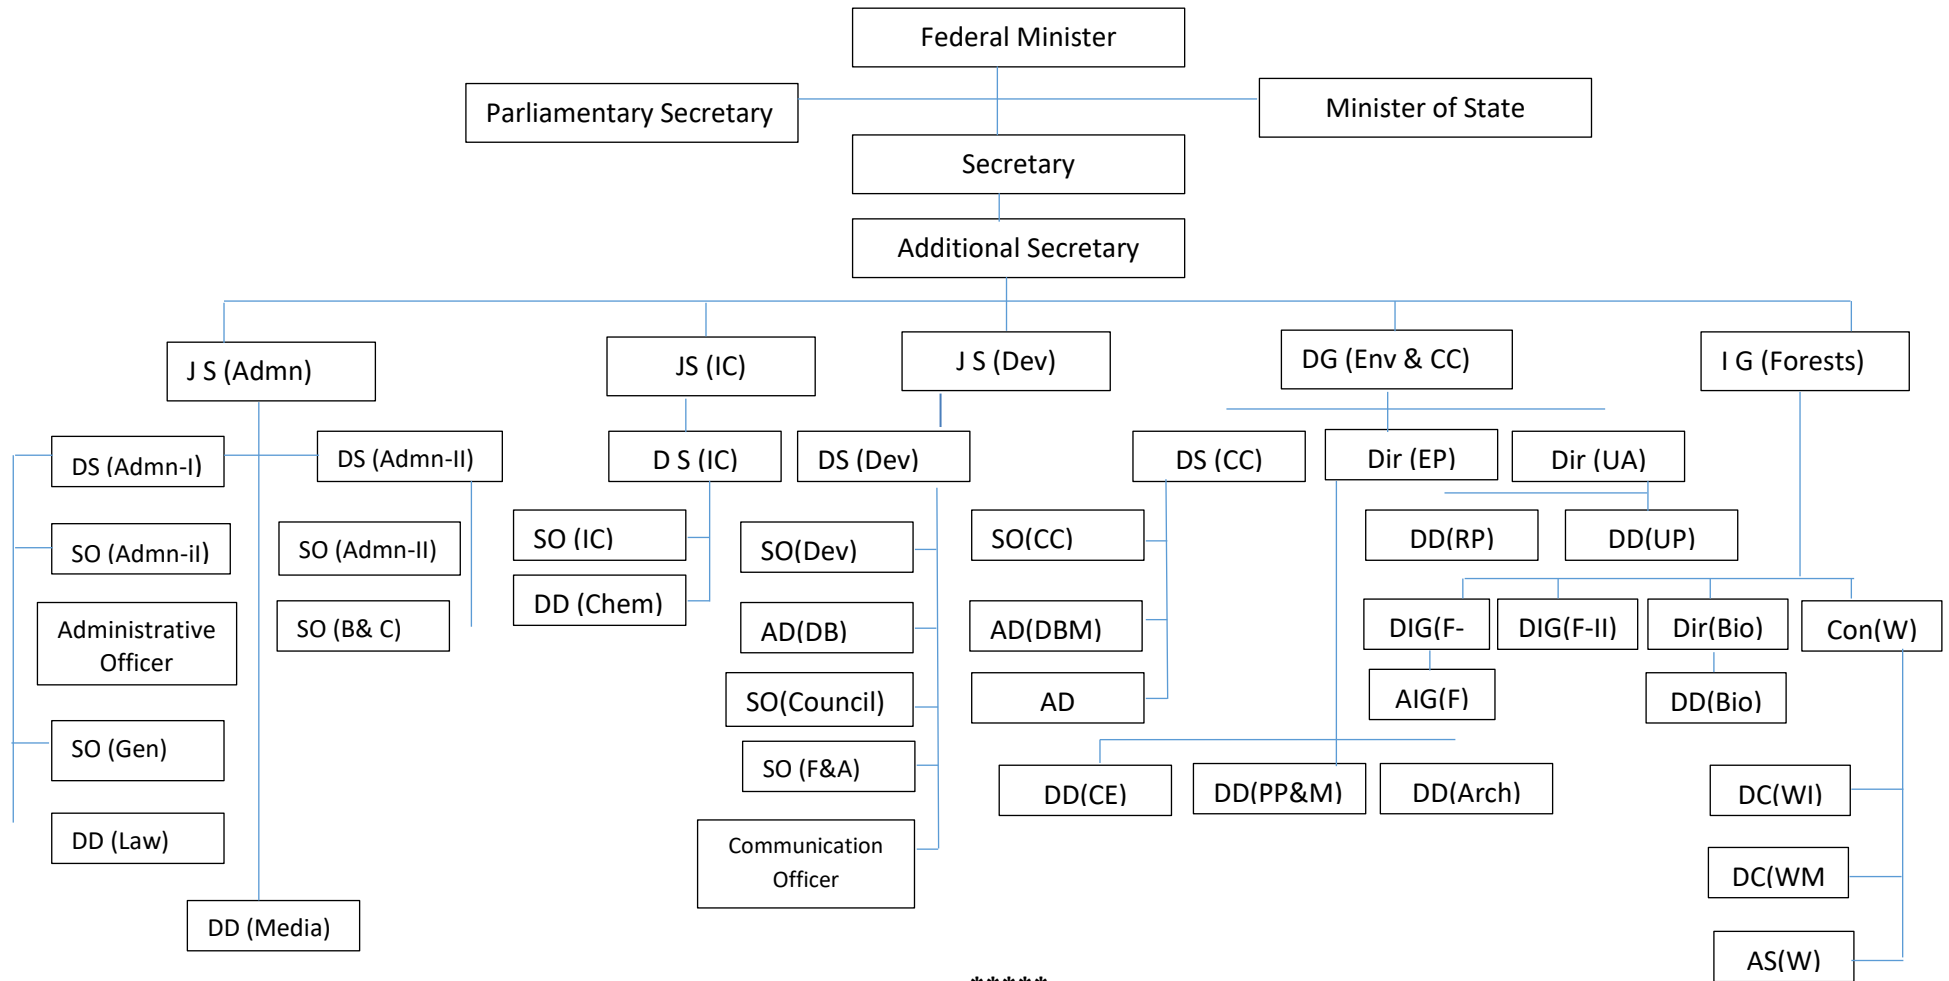 Federal Minister
Parliamentary Secretary
Minister of State
Secretary
Additional Secretary
J S (Admn)
JS (IC)
J S (Dev)
DG (Env & CC)
I G (Forests)
DS (Admn-I)
DS (Admn-II)
D S (IC)
DS (Dev)
DS (CC)
Dir (EP)
Dir (UA)
SO (Admn-iI)
SO (Admn-II)
SO (IC)
SO(Dev)
SO(CC)
DD(RP)
DD(UP)
Administrative
Officer
SO (B& C)
DD (Chem)
AD(DB)
AD(DBM)
DIG(F-
DIG(F-II)
Dir(Bio)
Con(W)
SO(Council)
AD
AIG(F)
DD(Bio)
SO (Gen)
SO (F&A)
DD(CE)
DD(PP&M)
DD(Arch)
DC(WI)
DD (Law)
Communication
Officer
DC(WM
DD (Media)
AS(W)
*****